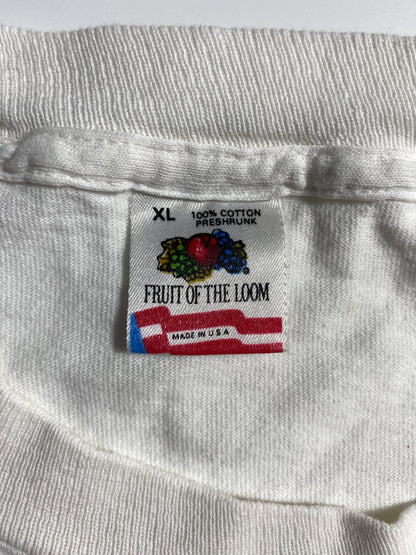 XL 100% COTTON
PRESHRUNK
FRUIT OF THE LOOM
MADE IN U S A